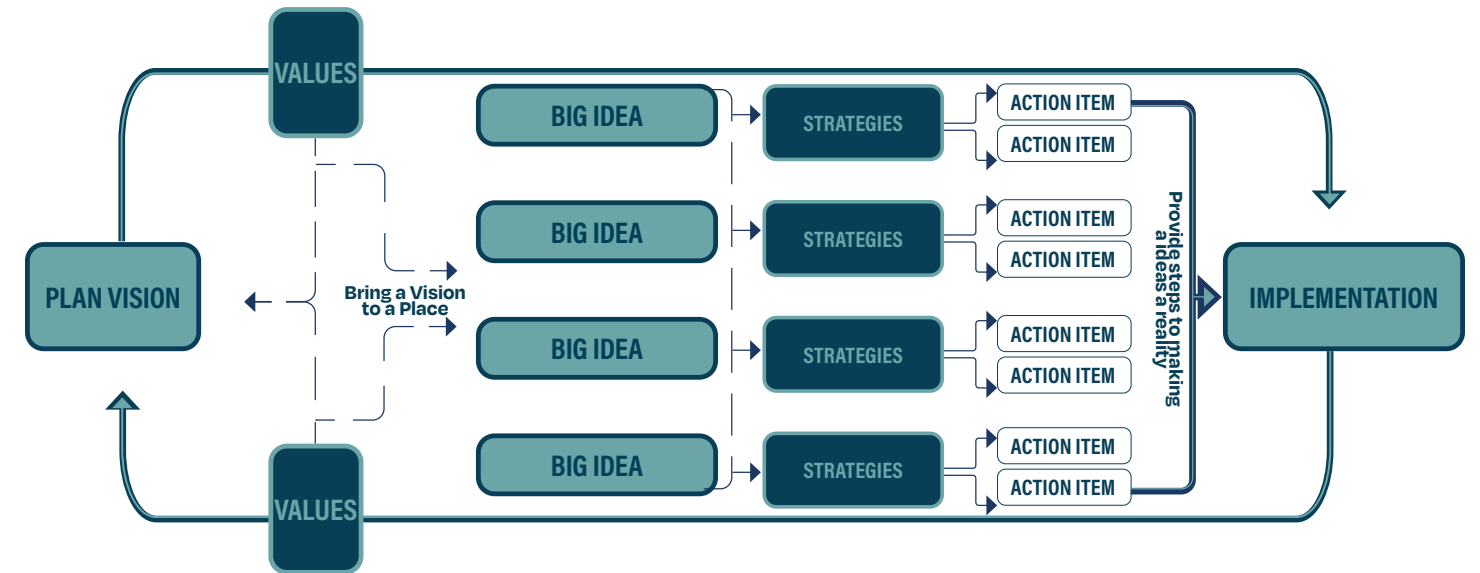 VALUES
BIG IDEA
STRATEGIES
ACTION ITEM
ACTION ITEM
BIG IDEA
STRATEGIES
ACTION ITEM
ACTION ITEM
PLAN VISION
Bring a Vision
to a Place
Provide steps to making
a ideas a reality
IMPLEMENTATION
BIG IDEA
STRATEGIES
ACTION ITEM
ACTION ITEM
BIG IDEA
STRATEGIES
ACTION ITEM
ACTION ITEM
VALUES